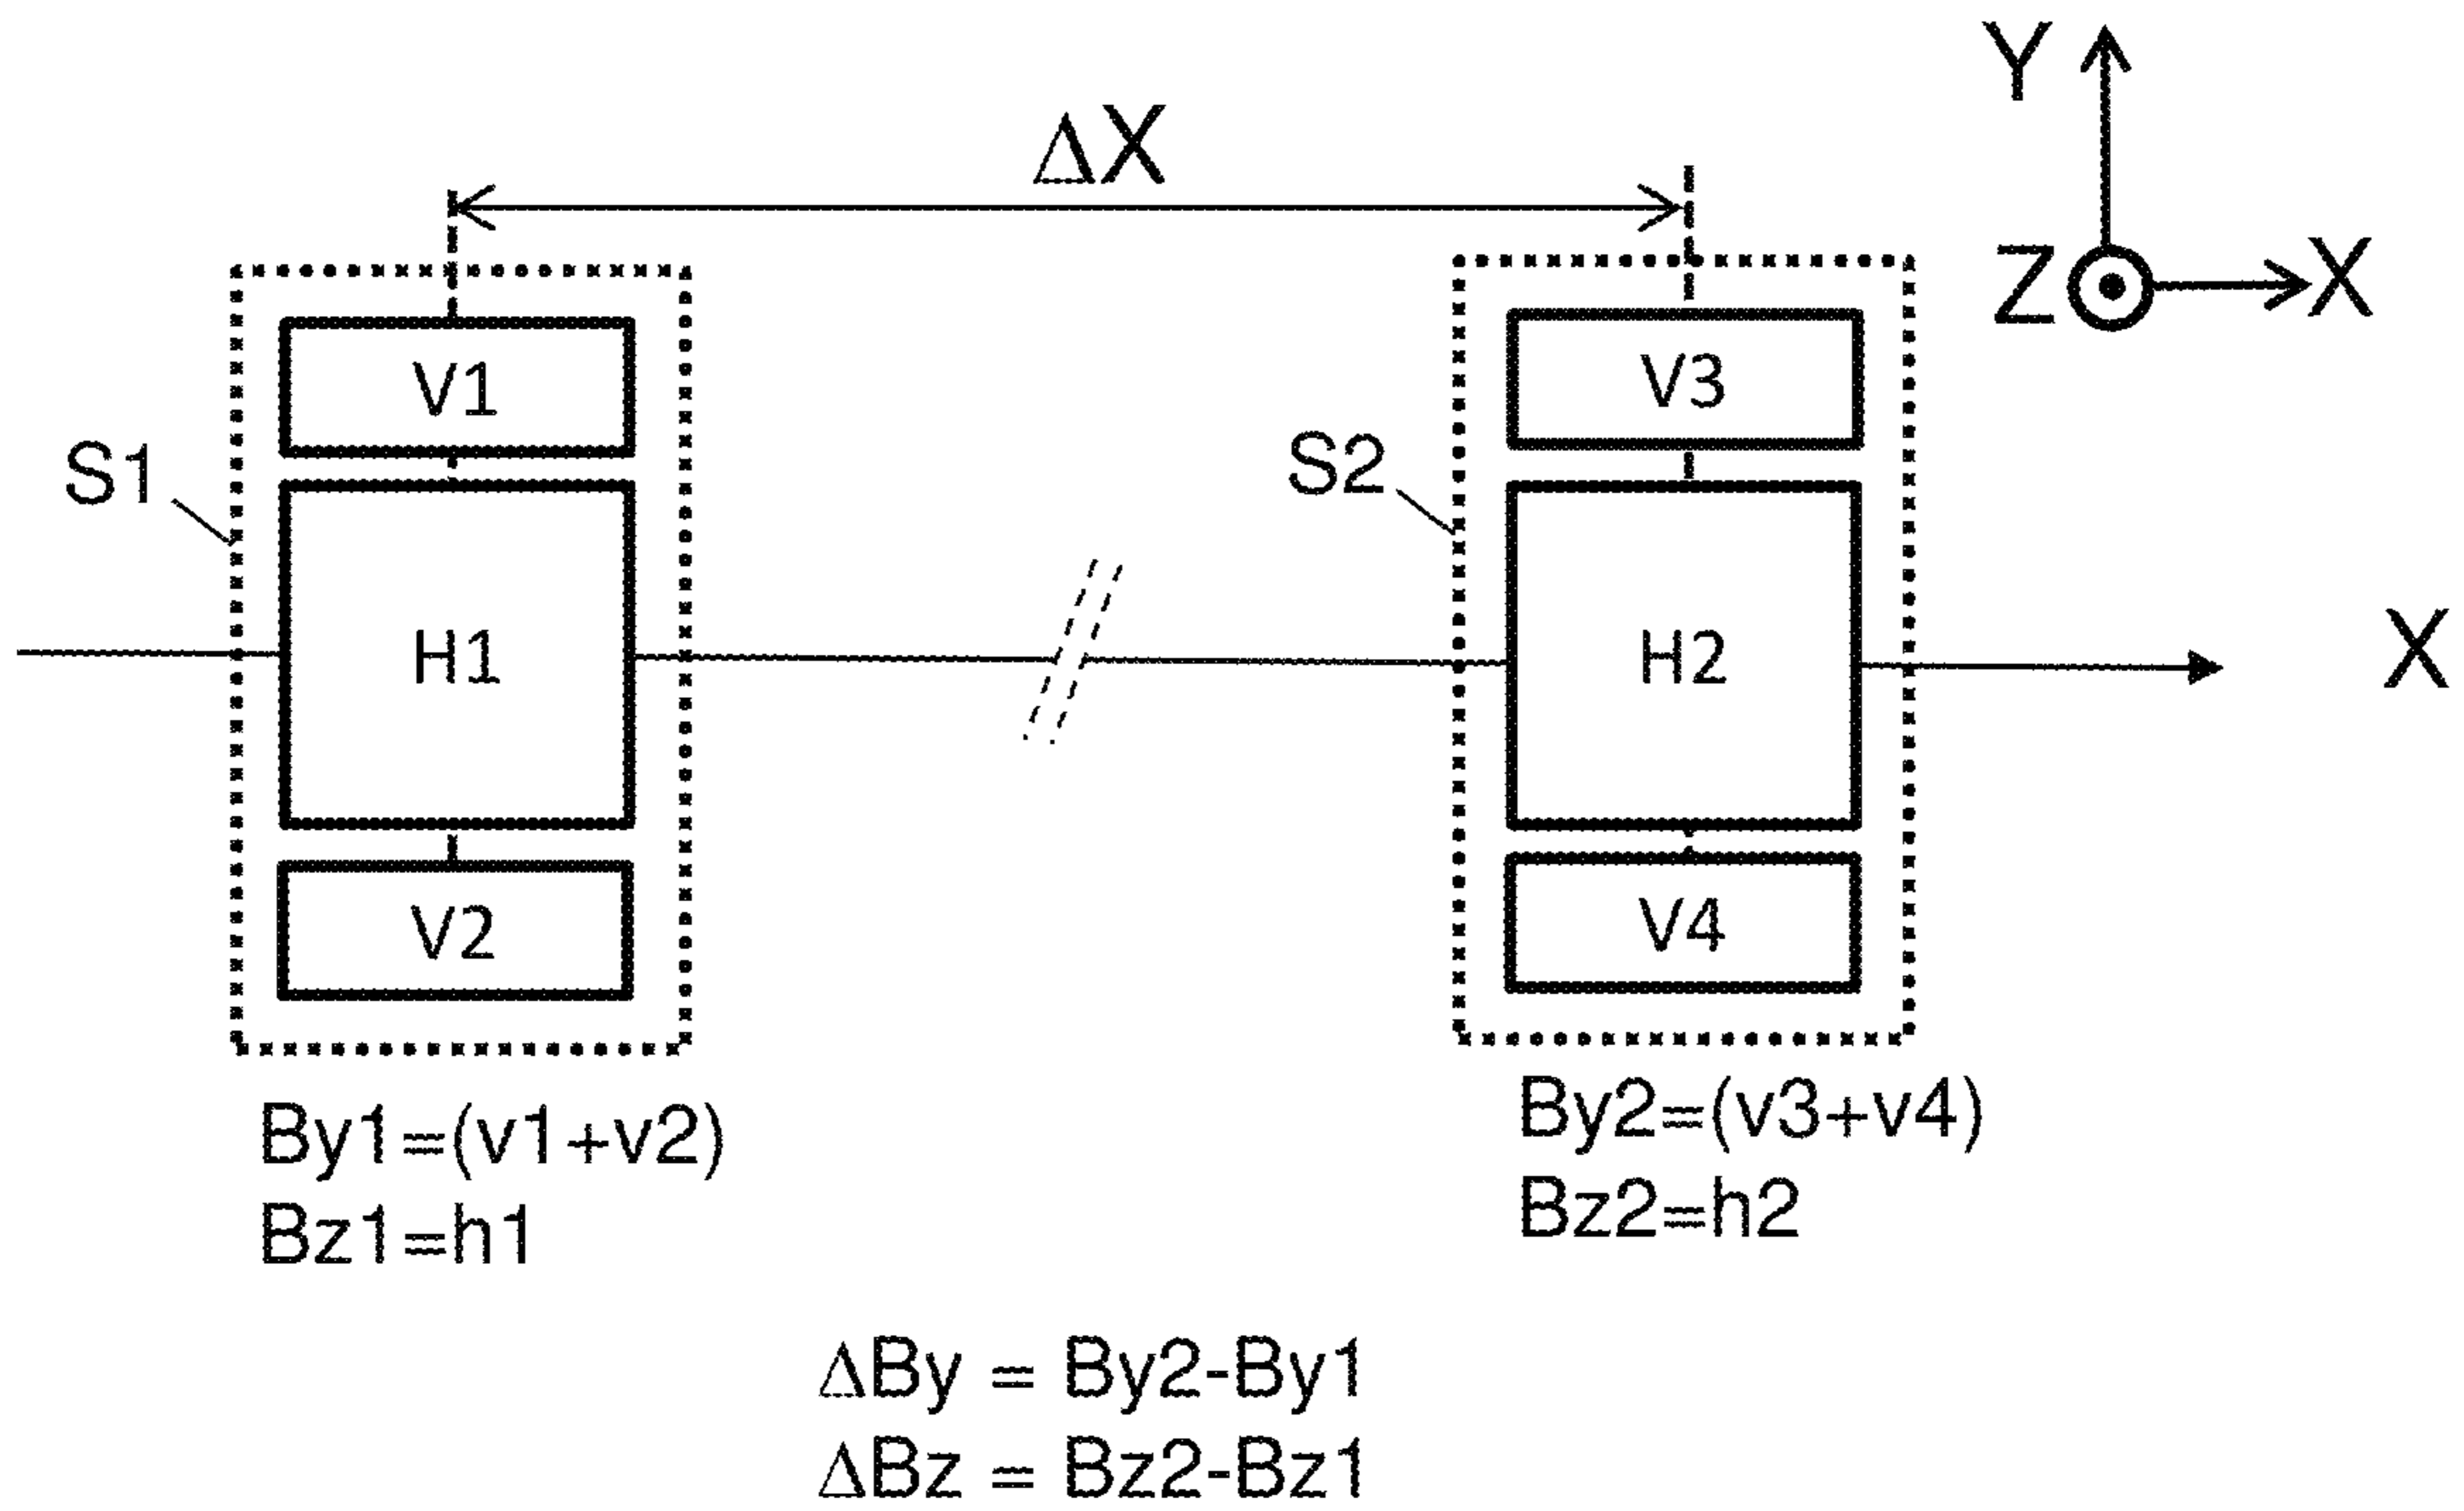 Y
ΔX
Z
X
V1
V3
S1
S2
H1
H2
X
V2
V4
By1=(v1+v2)
Bz1=h1
By2=(v3+v4)
Bz2=h2
ΔBy = By2-By1
ΔBz = Bz2-Bz1